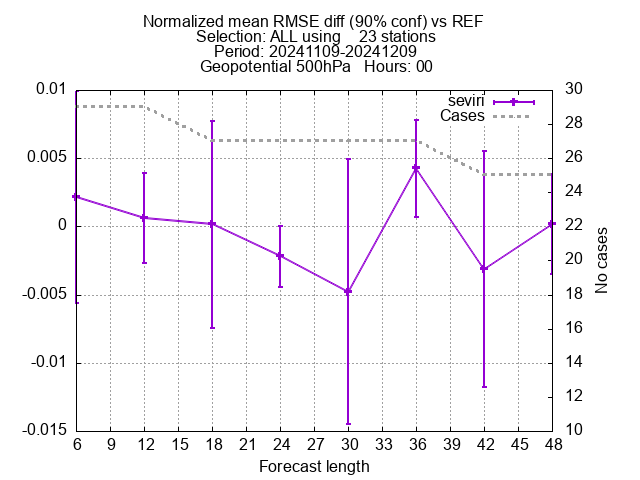 Normalized mean RMSE diff (90% conf) vs REF
Selection: ALL using    23 stations
Period: 20241109-20241209
Geopotential 500hPa   Hours: 00
0.01
0.005
0
-0.005
-0.01
-0.015
30
28
26
24
22
20
18
16
14
12
10
seviri
Cases
No cases
6 9 12 15 18 21 24 27 30 33 36 39 42 45 48
Forecast length